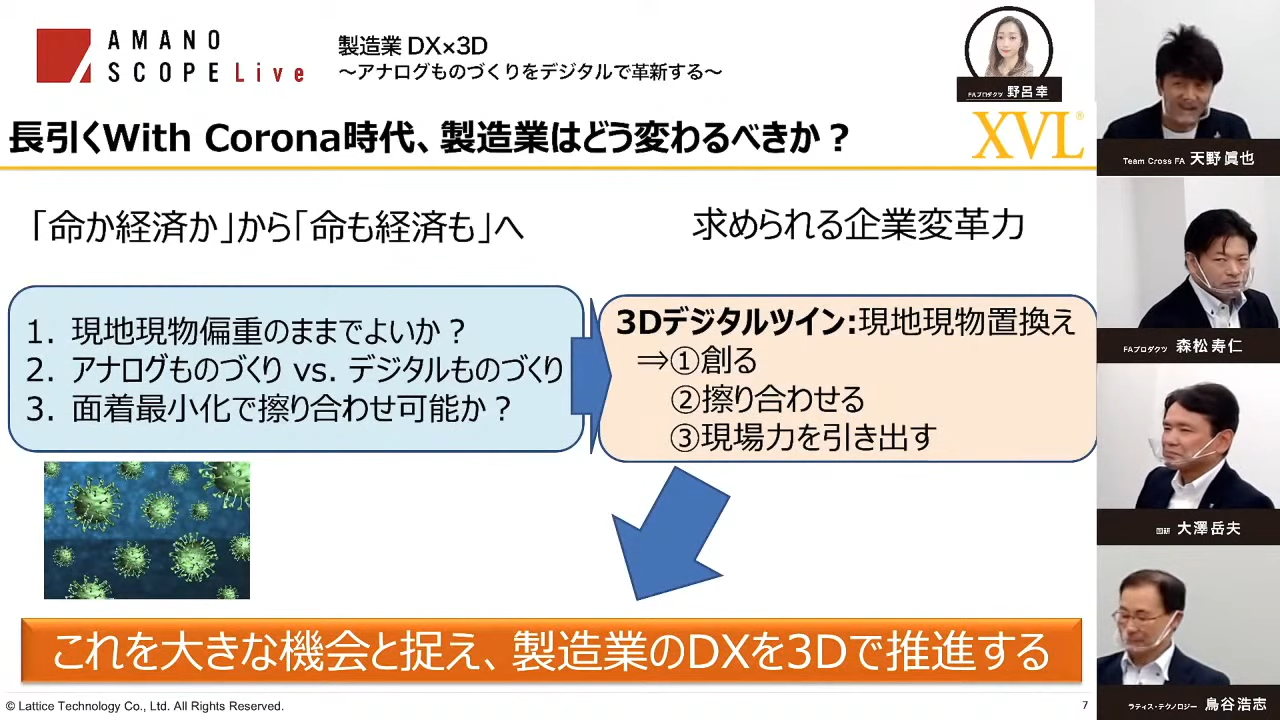 AMANO
SCOPE Live
製造業 DX×3D
～アナログものづくりをデジタルで革新する～
FAプロダクツ 野呂幸
長引くWith Corona時代、製造業はどう変わるべきか？
XVL®
「命か経済か」から「命も経済も」へ
求められる企業変革力
1. 現地現物偏重のままでよいか？
2. アナログものづくり vs. デジタルものづくり
3. 面着最小化で擦り合わせ可能か？
3Dデジタルツイン:現地現物置換え
⇒①創る
②擦り合わせる
③現場力を引き出す
これを大きな機会と捉え、製造業のDXを3Dで推進する
© Lattice Technology Co., Ltd. All Rights Reserved.
7
Team Cross FA 天野眞也
FAプロダクツ 森松寿仁
国研 大澤岳夫
ラティス・テクノロジー 鳥谷浩志